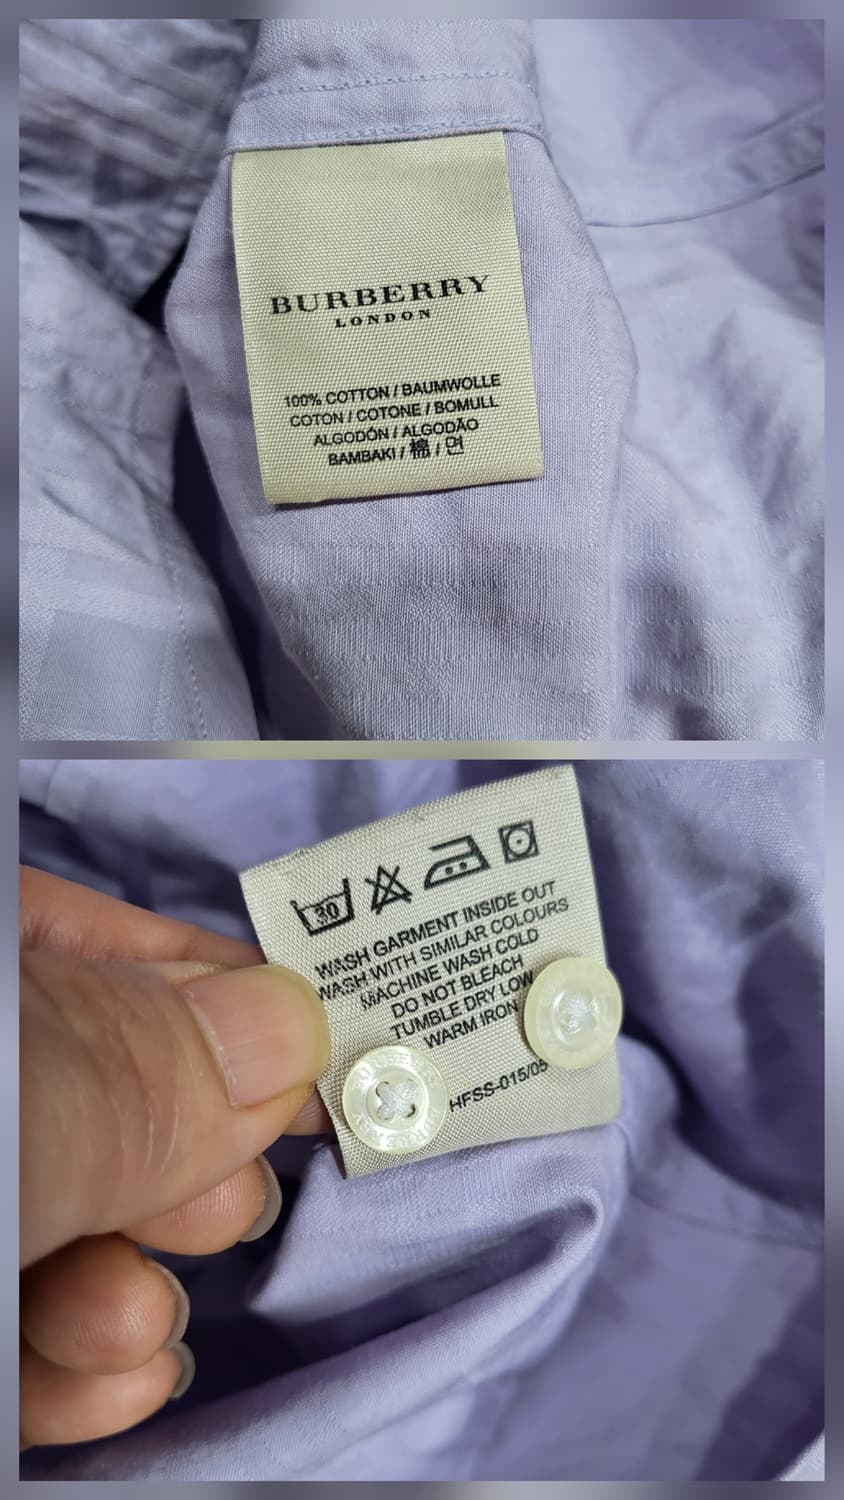 BURBERRY
LONDON
100% COTTON / BAUMWOLLE
COTON / COTONE / BOMULL
ALGODÓN / ALGODÃO
BAMBAKI / 棉 / 면
30
WASH GARMENT INSIDE OUT
WASH WITH SIMILAR COLOURS
MACHINE WASH COLD
DO NOT BLEACH
TUMBLE DRY LOW
WARM IRON
HFSS-015/05